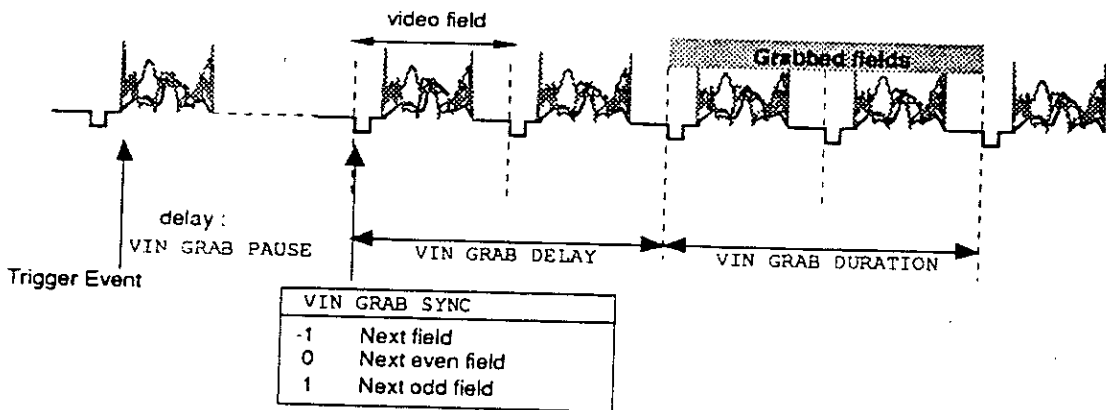 video field
Grabbed fields
delay :
VIN GRAB PAUSE
VIN GRAB DELAY
VIN GRAB DURATION
Trigger Event
VIN GRAB SYNC
-1 Next field
0 Next even field
1 Next odd field